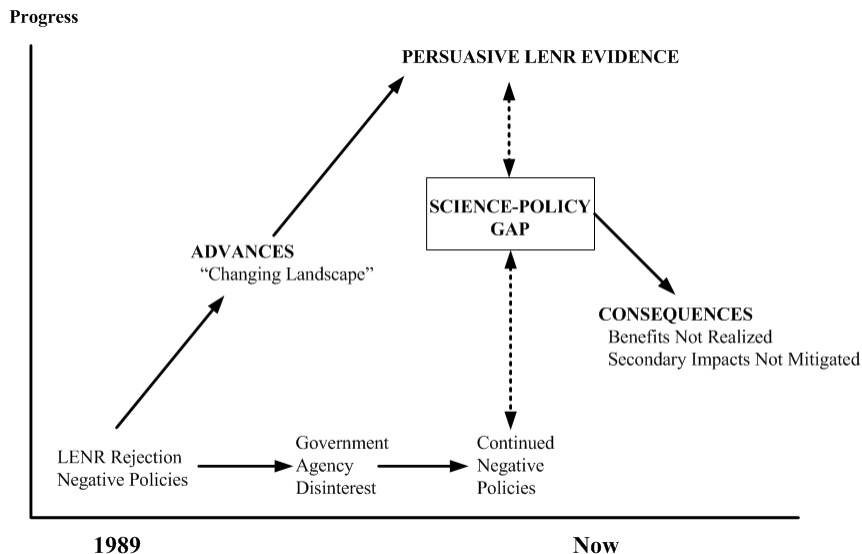 Progress
PERSUASIVE LENR EVIDENCE
SCIENCE-POLICY
GAP
ADVANCES
“Changing Landscape”
CONSEQUENCES
Benefits Not Realized
Secondary Impacts Not Mitigated
LENR Rejection
Negative Policies
Government
Agency
Disinterest
Continued
Negative
Policies
1989
Now